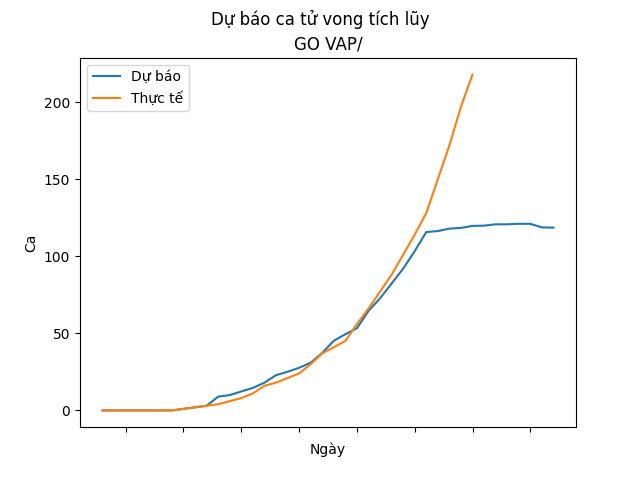 Dự báo ca tử vong tích lũy
GO VAP/
Dự báo
Thực tế
200
150
100
50
0
Ca
Ngày